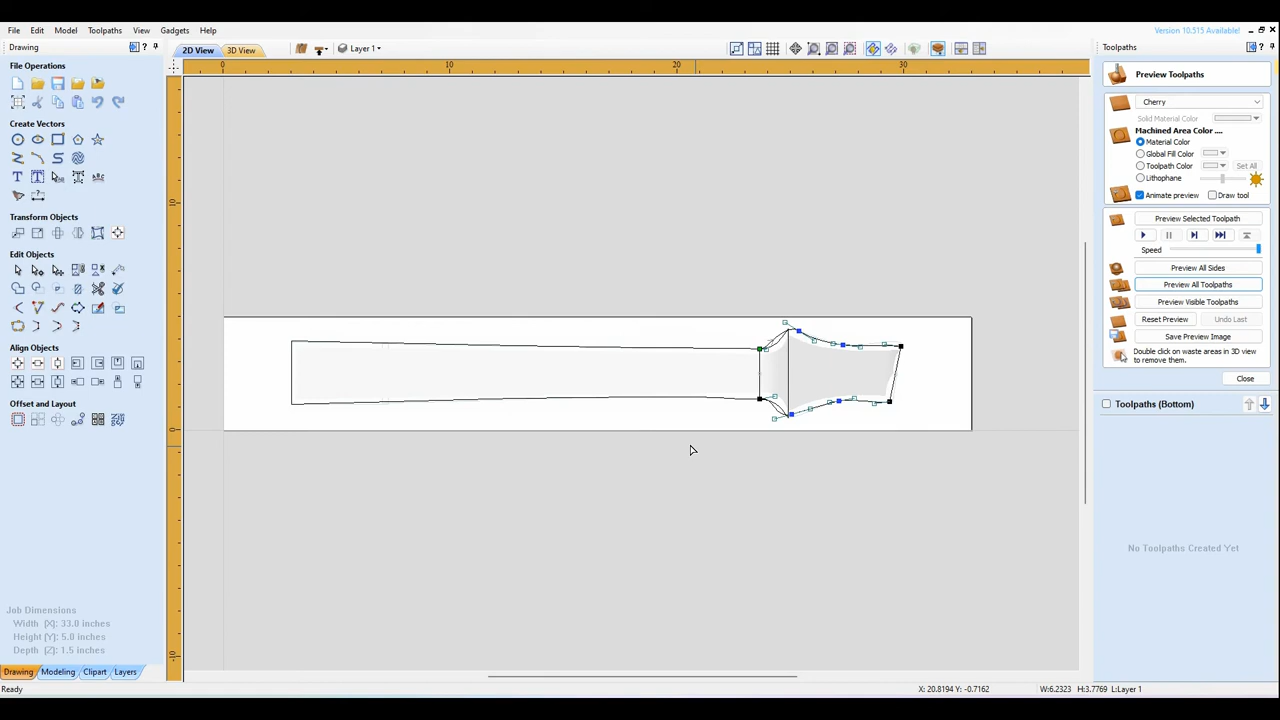 File Edit Model Toolpaths View Gadgets Help
Version 10.515 Available!
Drawing
2D View 3D View Layer 1
Toolpaths
0 10 20 30
File Operations
Create Vectors
Transform Objects
Edit Objects
Align Objects
Offset and Layout
Job Dimensions
Width (X): 33.0 inches
Height (Y): 5.0 inches
Depth (Z): 1.5 inches
Drawing Modeling Clipart Layers
10
0
-10
Preview Toolpaths
Cherry
Solid Material Color
Machined Area Color ....
Material Color
Global Fill Color
Toolpath Color Set All
Lithophane
Animate preview Draw tool
Preview Selected Toolpath
Speed
Preview All Sides
Preview All Toolpaths
Preview Visible Toolpaths
Reset Preview Undo Last
Save Preview Image
Double click on waste areas in 3D view
to remove them.
Close
Toolpaths (Bottom)
No Toolpaths Created Yet
Ready
X: 20.8194 Y: -0.7162 W:6.2323 H:3.7769 L:Layer 1